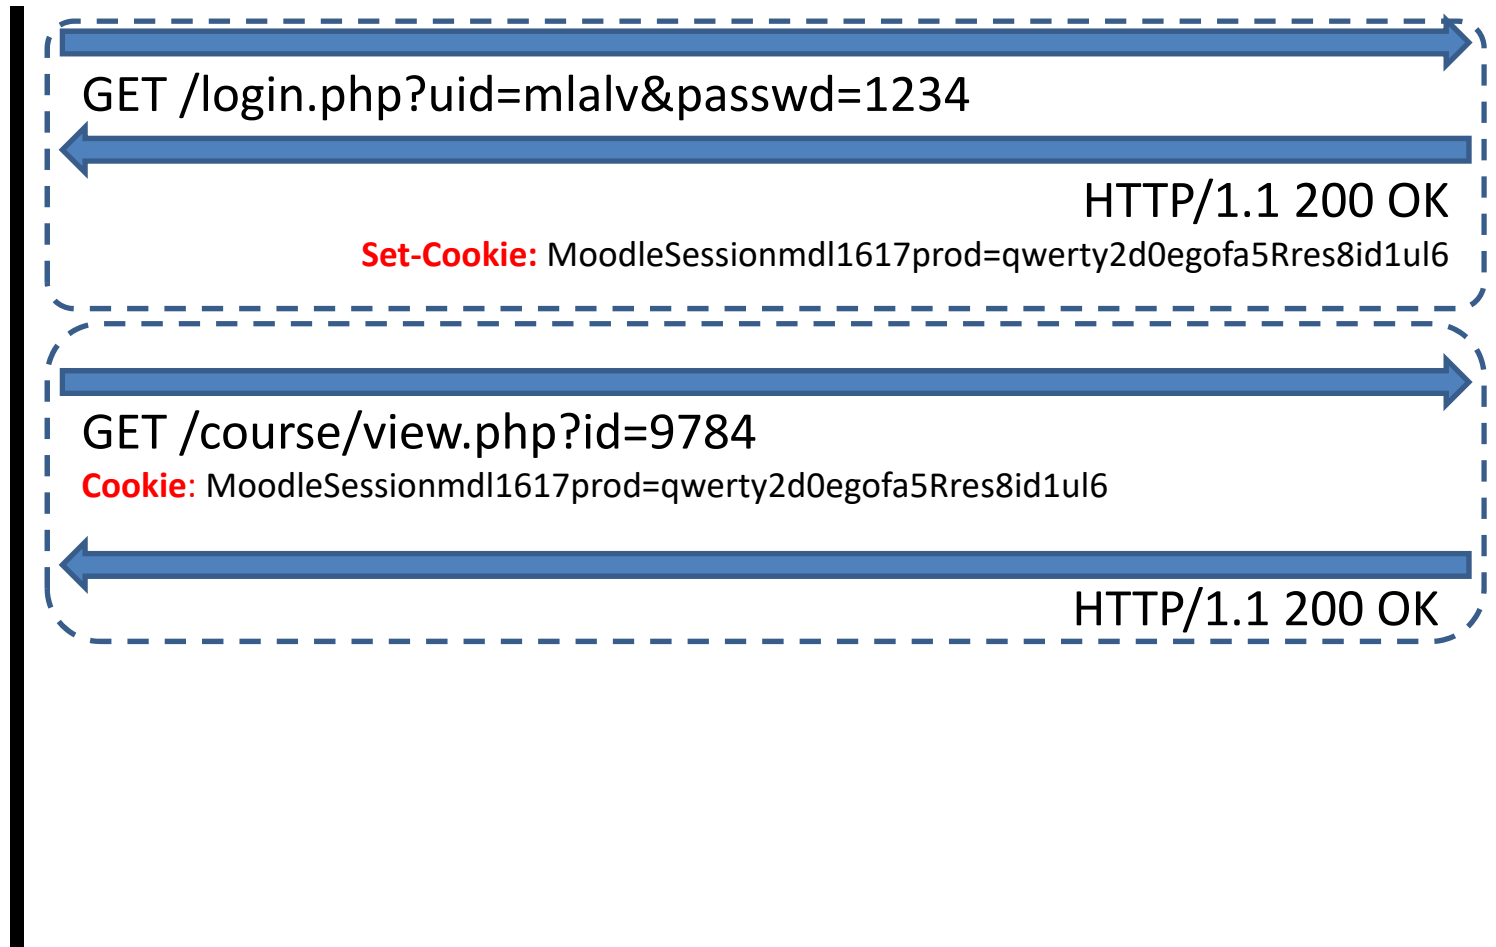 GET /login.php?uid=mlalv&passwd=1234
HTTP/1.1 200 OK
Set-Cookie: MoodleSessionmdl1617prod=qwerty2d0egofa5Rres8id1ul6
GET /course/view.php?id=9784
Cookie: MoodleSessionmdl1617prod=qwerty2d0egofa5Rres8id1ul6
HTTP/1.1 200 OK